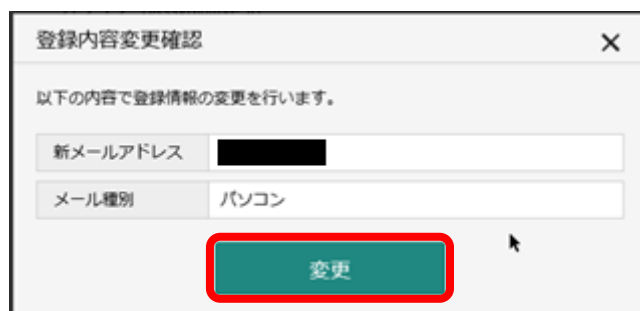 登録内容変更確認
以下の内容で登録情報の変更を行います。
新メールアドレス
メール種別 パソコン
変更